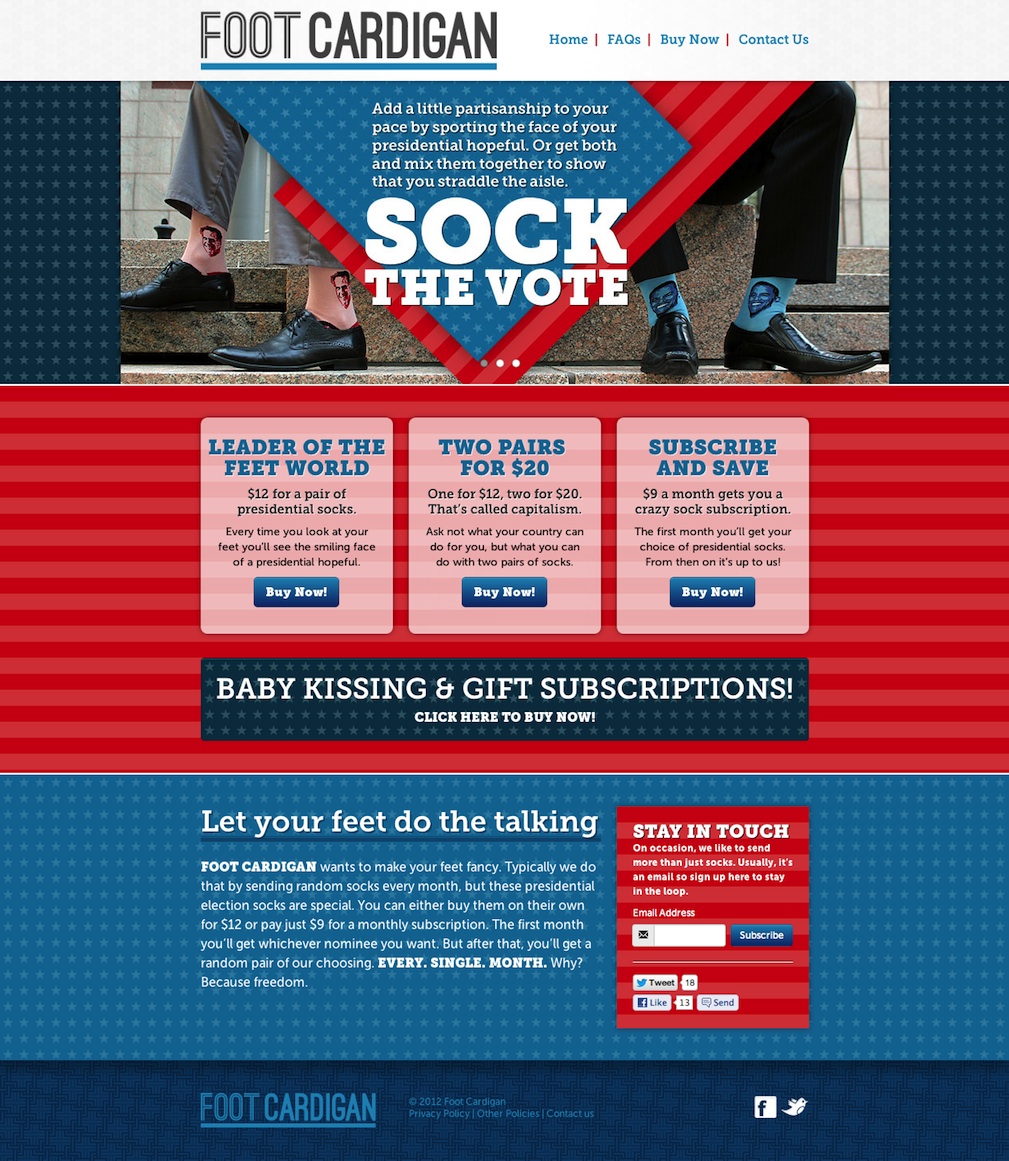 FOOT CARDIGAN
Home | FAQs | Buy Now | Contact Us
Add a little partisanship to your
pace by sporting the face of your
presidential hopeful. Or get both
and mix them together to show
that you straddle the aisle.
SOCK
THE VOTE
LEADER OF THE
FEET WORLD
$12 for a pair of
presidential socks.
Every time you look at your
feet you'll see the smiling face
of a presidential hopeful.
Buy Now!
TWO PAIRS
FOR $20
One for $12, two for $20.
That's called capitalism.
Ask not what your country can
do for you, but what you can
do with two pairs of socks.
Buy Now!
SUBSCRIBE
AND SAVE
$9 a month gets you a
crazy sock subscription.
The first month you'll get your
choice of presidential socks.
From then on it's up to us!
Buy Now!
BABY KISSING & GIFT SUBSCRIPTIONS!
CLICK HERE TO BUY NOW!
Let your feet do the talking
FOOT CARDIGAN wants to make your feet fancy. Typically we do
that by sending random socks every month, but these presidential
election socks are special. You can either buy them on their own
for $12 or pay just $9 for a monthly subscription. The first month
you'll get whichever nominee you want. But after that, you'll get a
random pair of our choosing. EVERY. SINGLE. MONTH. Why?
Because freedom.
STAY IN TOUCH
On occasion, we like to send
more than just socks. Usually, it's
an email so sign up here to stay
in the loop.
Email Address
Subscribe
Tweet 18
Like 13 Send
FOOT CARDIGAN
© 2012 Foot Cardigan
Privacy Policy | Other Policies | Contact us